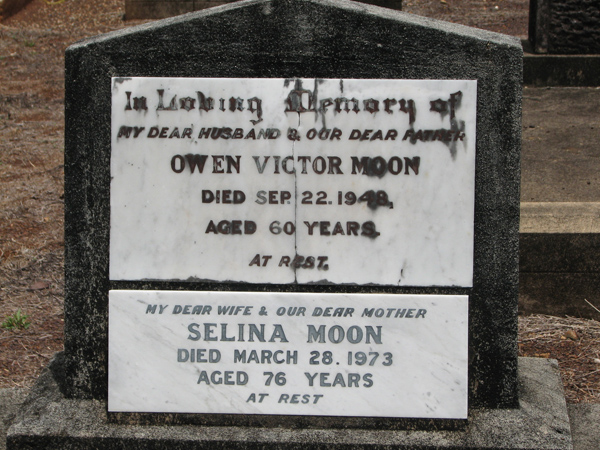 In Loving Memory of
MY DEAR HUSBAND & OUR DEAR FATHER
OWEN VICTOR MOON
DIED SEP. 22. 1948,
AGED 60 YEARS.
AT REST.
MY DEAR WIFE & OUR DEAR MOTHER
SELINA MOON
DIED MARCH 28. 1973
AGED 76 YEARS
AT REST